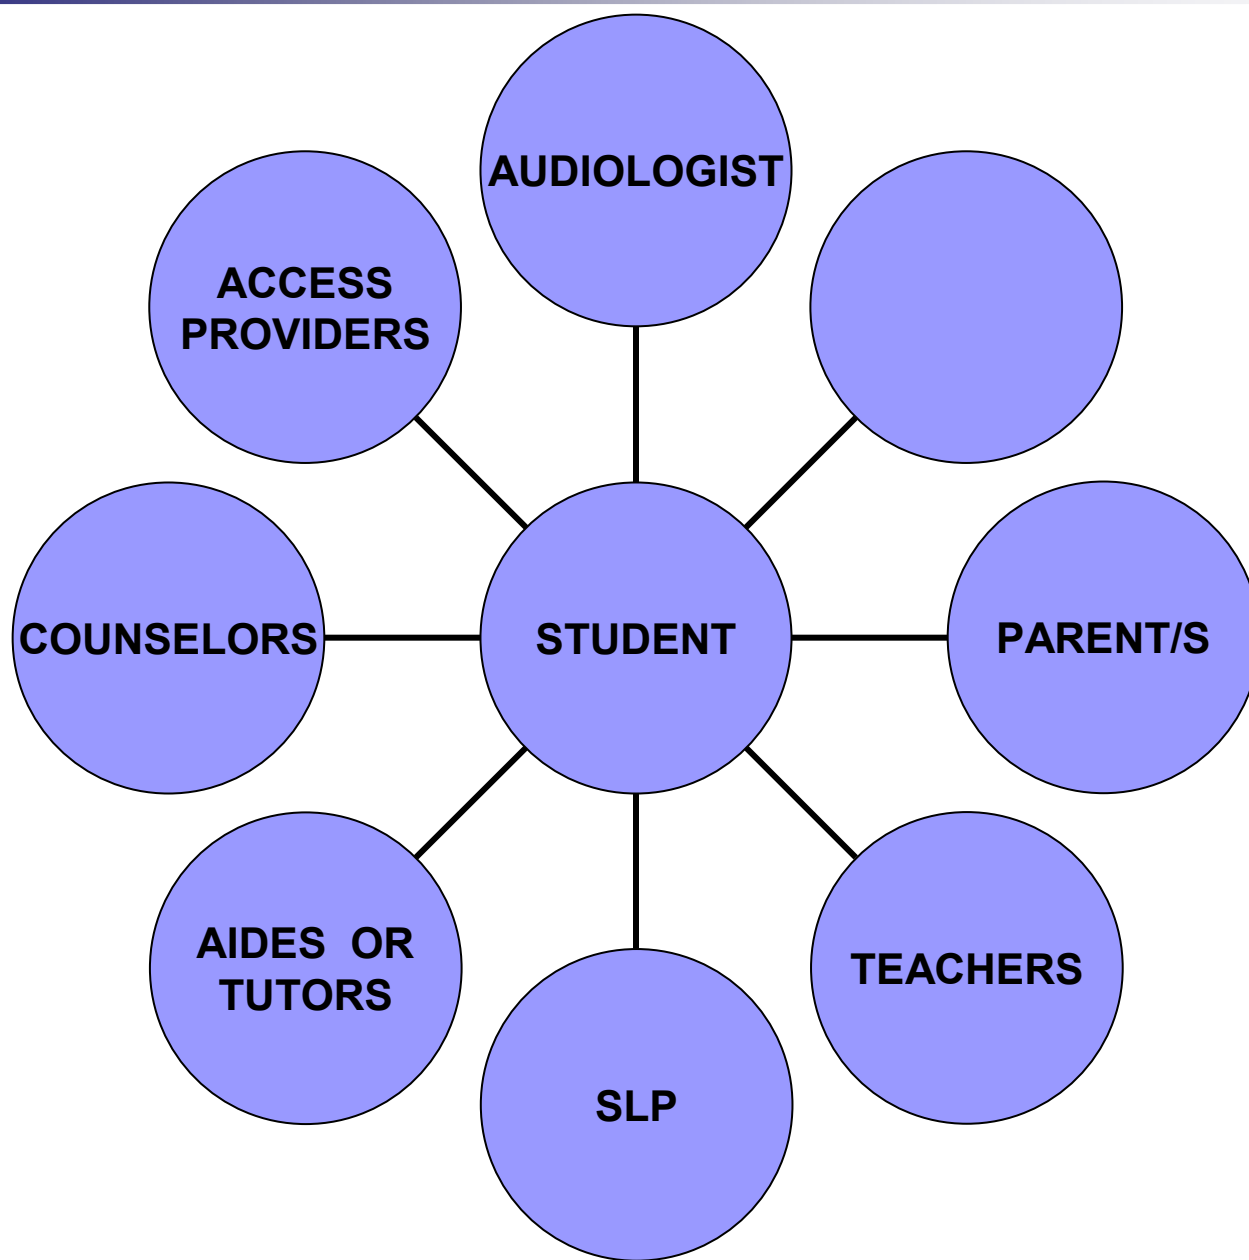 AUDIOLOGIST
ACCESS
PROVIDERS
COUNSELORS
STUDENT
PARENT/S
AIDES OR
TUTORS
TEACHERS
SLP